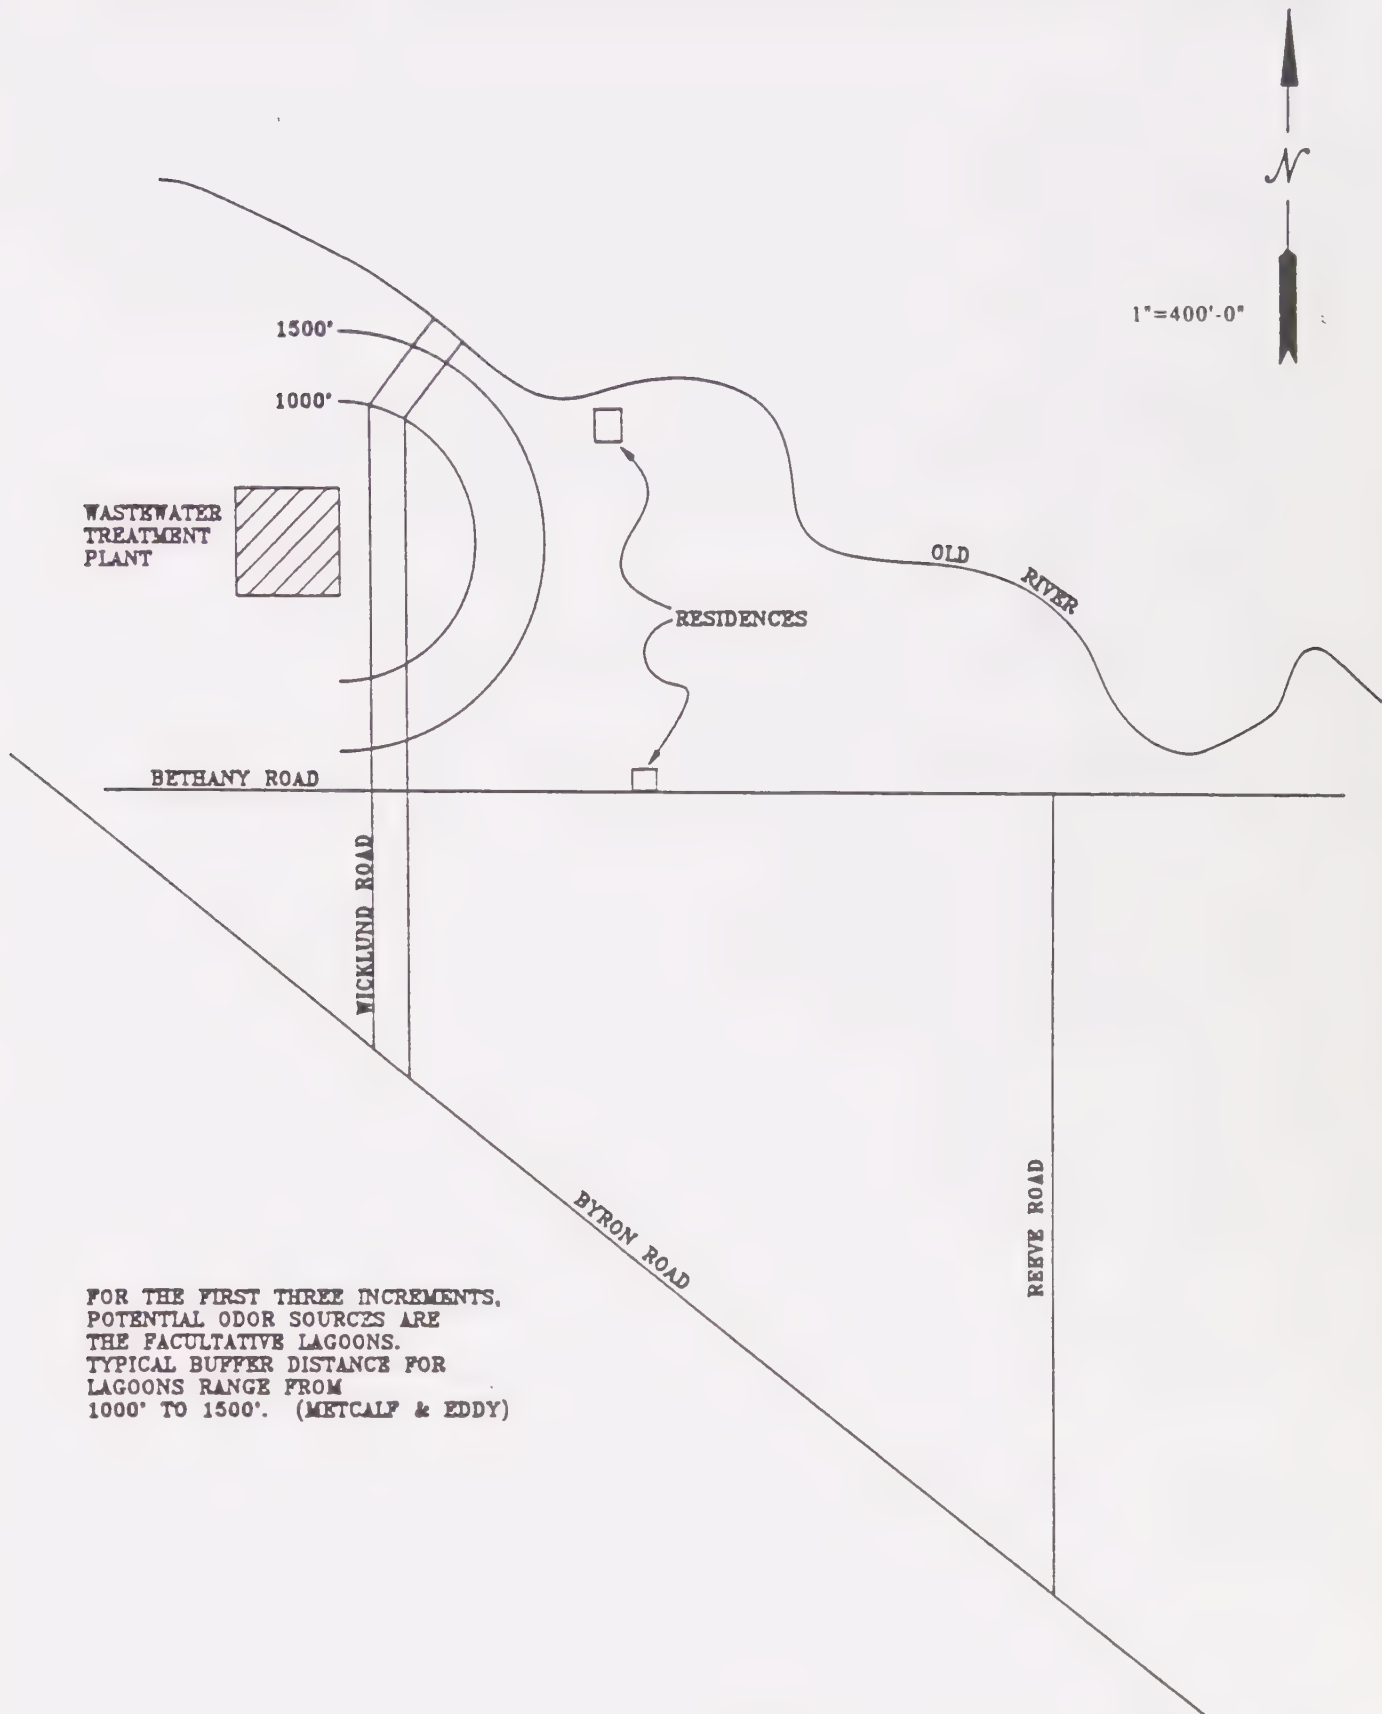 N
1"=400'-0"
1500'
1000'
WASTEWATER
TREATMENT
PLANT
OLD
RIVER
RESIDENCES
BETHANY ROAD
WICKLUND ROAD
BYRON ROAD
REEVE ROAD
FOR THE FIRST THREE INCREMENTS,
POTENTIAL ODOR SOURCES ARE
THE FACULTATIVE LAGOONS.
TYPICAL BUFFER DISTANCE FOR
LAGOONS RANGE FROM
1000' TO 1500'. (METCALF & EDDY)